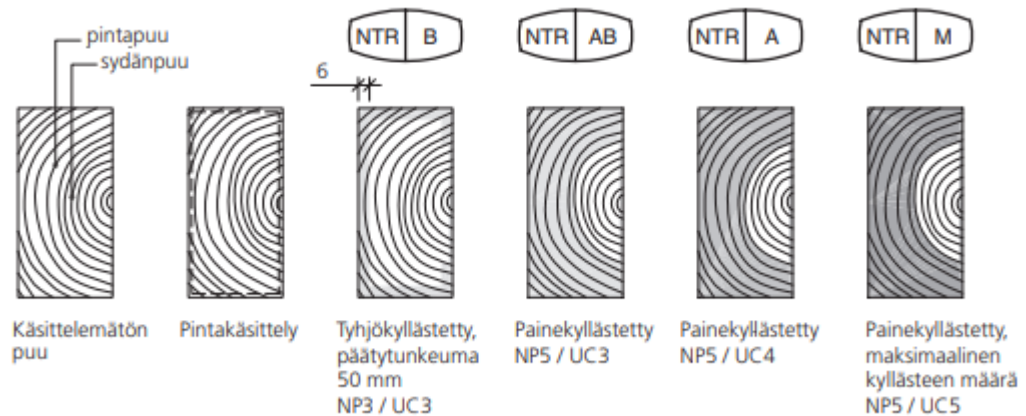 pintapuu
sydänpuu
NTR B
NTR AB
NTR A
NTR M
6
Käsittelemätön
puu
Pintakäsittely
Tyhjökyllästetty,
päätytunkeuma
50 mm
NP3 / UC3
Painekyllästetty
NP5 / UC3
Painekyllästetty
NP5 / UC4
Painekyllästetty,
maksimaalinen
kyllästeen määrä
NP5 / UC5